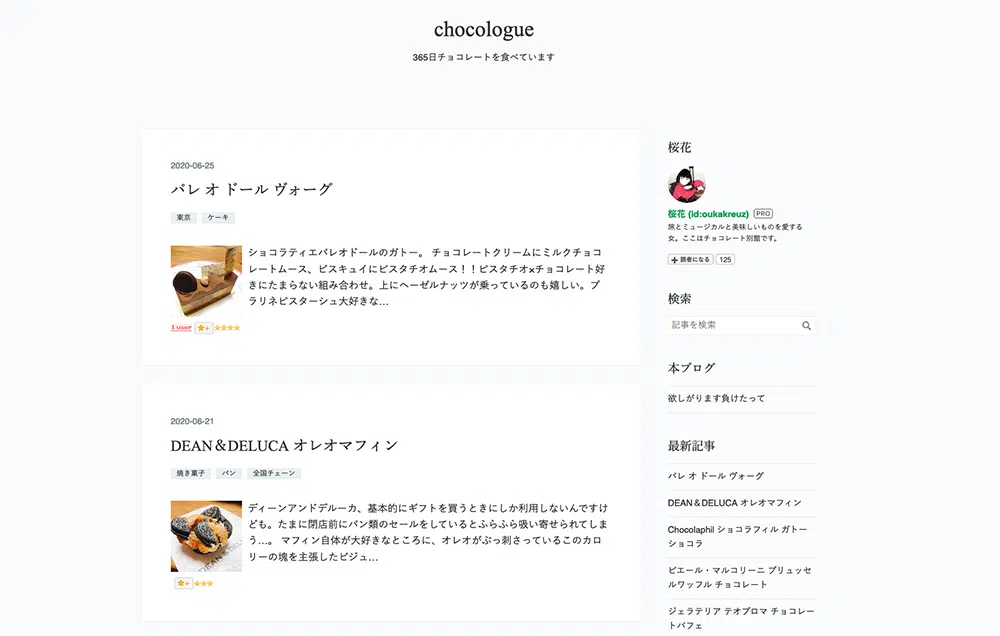 chocologue
365日チョコレートを食べています
2020-06-25
パレ オ ドール ヴォーグ
東京 ケーキ
ショコラティエパレオドールのガトー。 チョコレートクリームにミルクチョコ
レートムース、ビスキュイにピスタチオムース！！ピスタチオ×チョコレート好
きにたまらない組み合わせ。上にヘーゼルナッツが乗っているのも嬉しい。プ
ラリネピスターシュ大好きな…
1 user
2020-06-21
DEAN＆DELUCA オレオマフィン
焼き菓子 パン 全国チェーン
ディーンアンドデルーカ、基本的にギフトを買うときにしか利用しないんですけ
ども。たまに閉店前にパン類のセールをしているとふらふら吸い寄せられてしま
う…。 マフィン自体が大好きなところに、オレオがぶっ刺さっているこのカロ
リーの塊を主張したビジュ…
DEAN & DEL
桜花
桜花 (id:oukakreuz) PRO
旅とミュージカルと美味しいものを愛する
女。ここはチョコレート別館です。
読者になる 125
検索
記事を検索
本ブログ
欲しがります負けたって
最新記事
パレ オ ドール ヴォーグ
DEAN＆DELUCA オレオマフィン
Chocolaphil ショコラフィル ガトー
ショコラ
ピエール・マルコリーニ ブリュッセ
ルワッフル チョコレート
ジェラテリア テオブロマ チョコレー
トパフェ